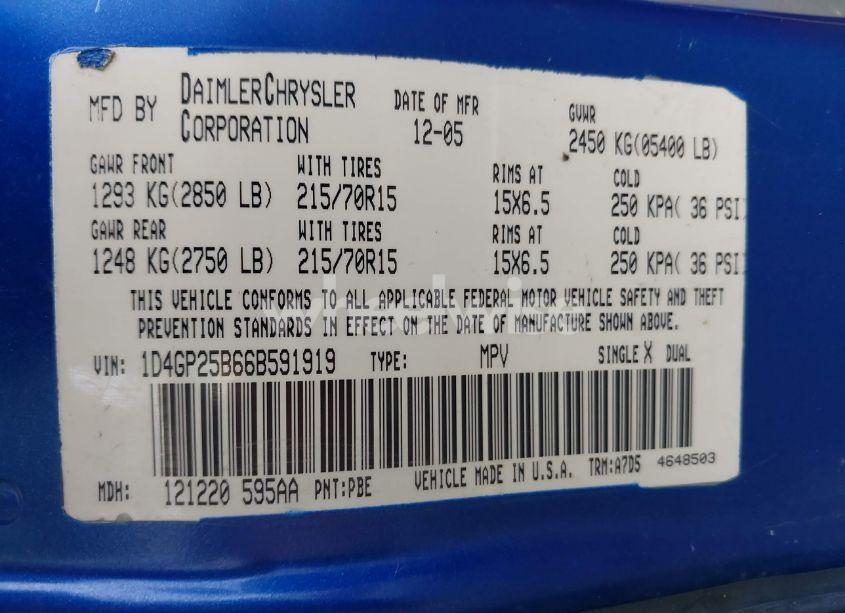 MFD BY DAIMLERCHRYSLER CORPORATION DATE OF MFR 12-05 GVWR 2450 KG(05400 LB)
GAWR FRONT WITH TIRES RIMS AT COLD
1293 KG(2850 LB) 215/70R15 15X6.5 250 KPA( 36 PSI)
GAWR REAR WITH TIRES RIMS AT COLD
1248 KG(2750 LB) 215/70R15 15X6.5 250 KPA( 36 PSI)
THIS VEHICLE CONFORMS TO ALL APPLICABLE FEDERAL MOTOR VEHICLE SAFETY AND THEFT
PREVENTION STANDARDS IN EFFECT ON THE DATE OF MANUFACTURE SHOWN ABOVE.
VIN: 1D4GP25B66B591919 TYPE: MPV SINGLE X DUAL
MDH: 121220 595AA PNT:PBE VEHICLE MADE IN U.S.A. TRM:A7D5 4648503